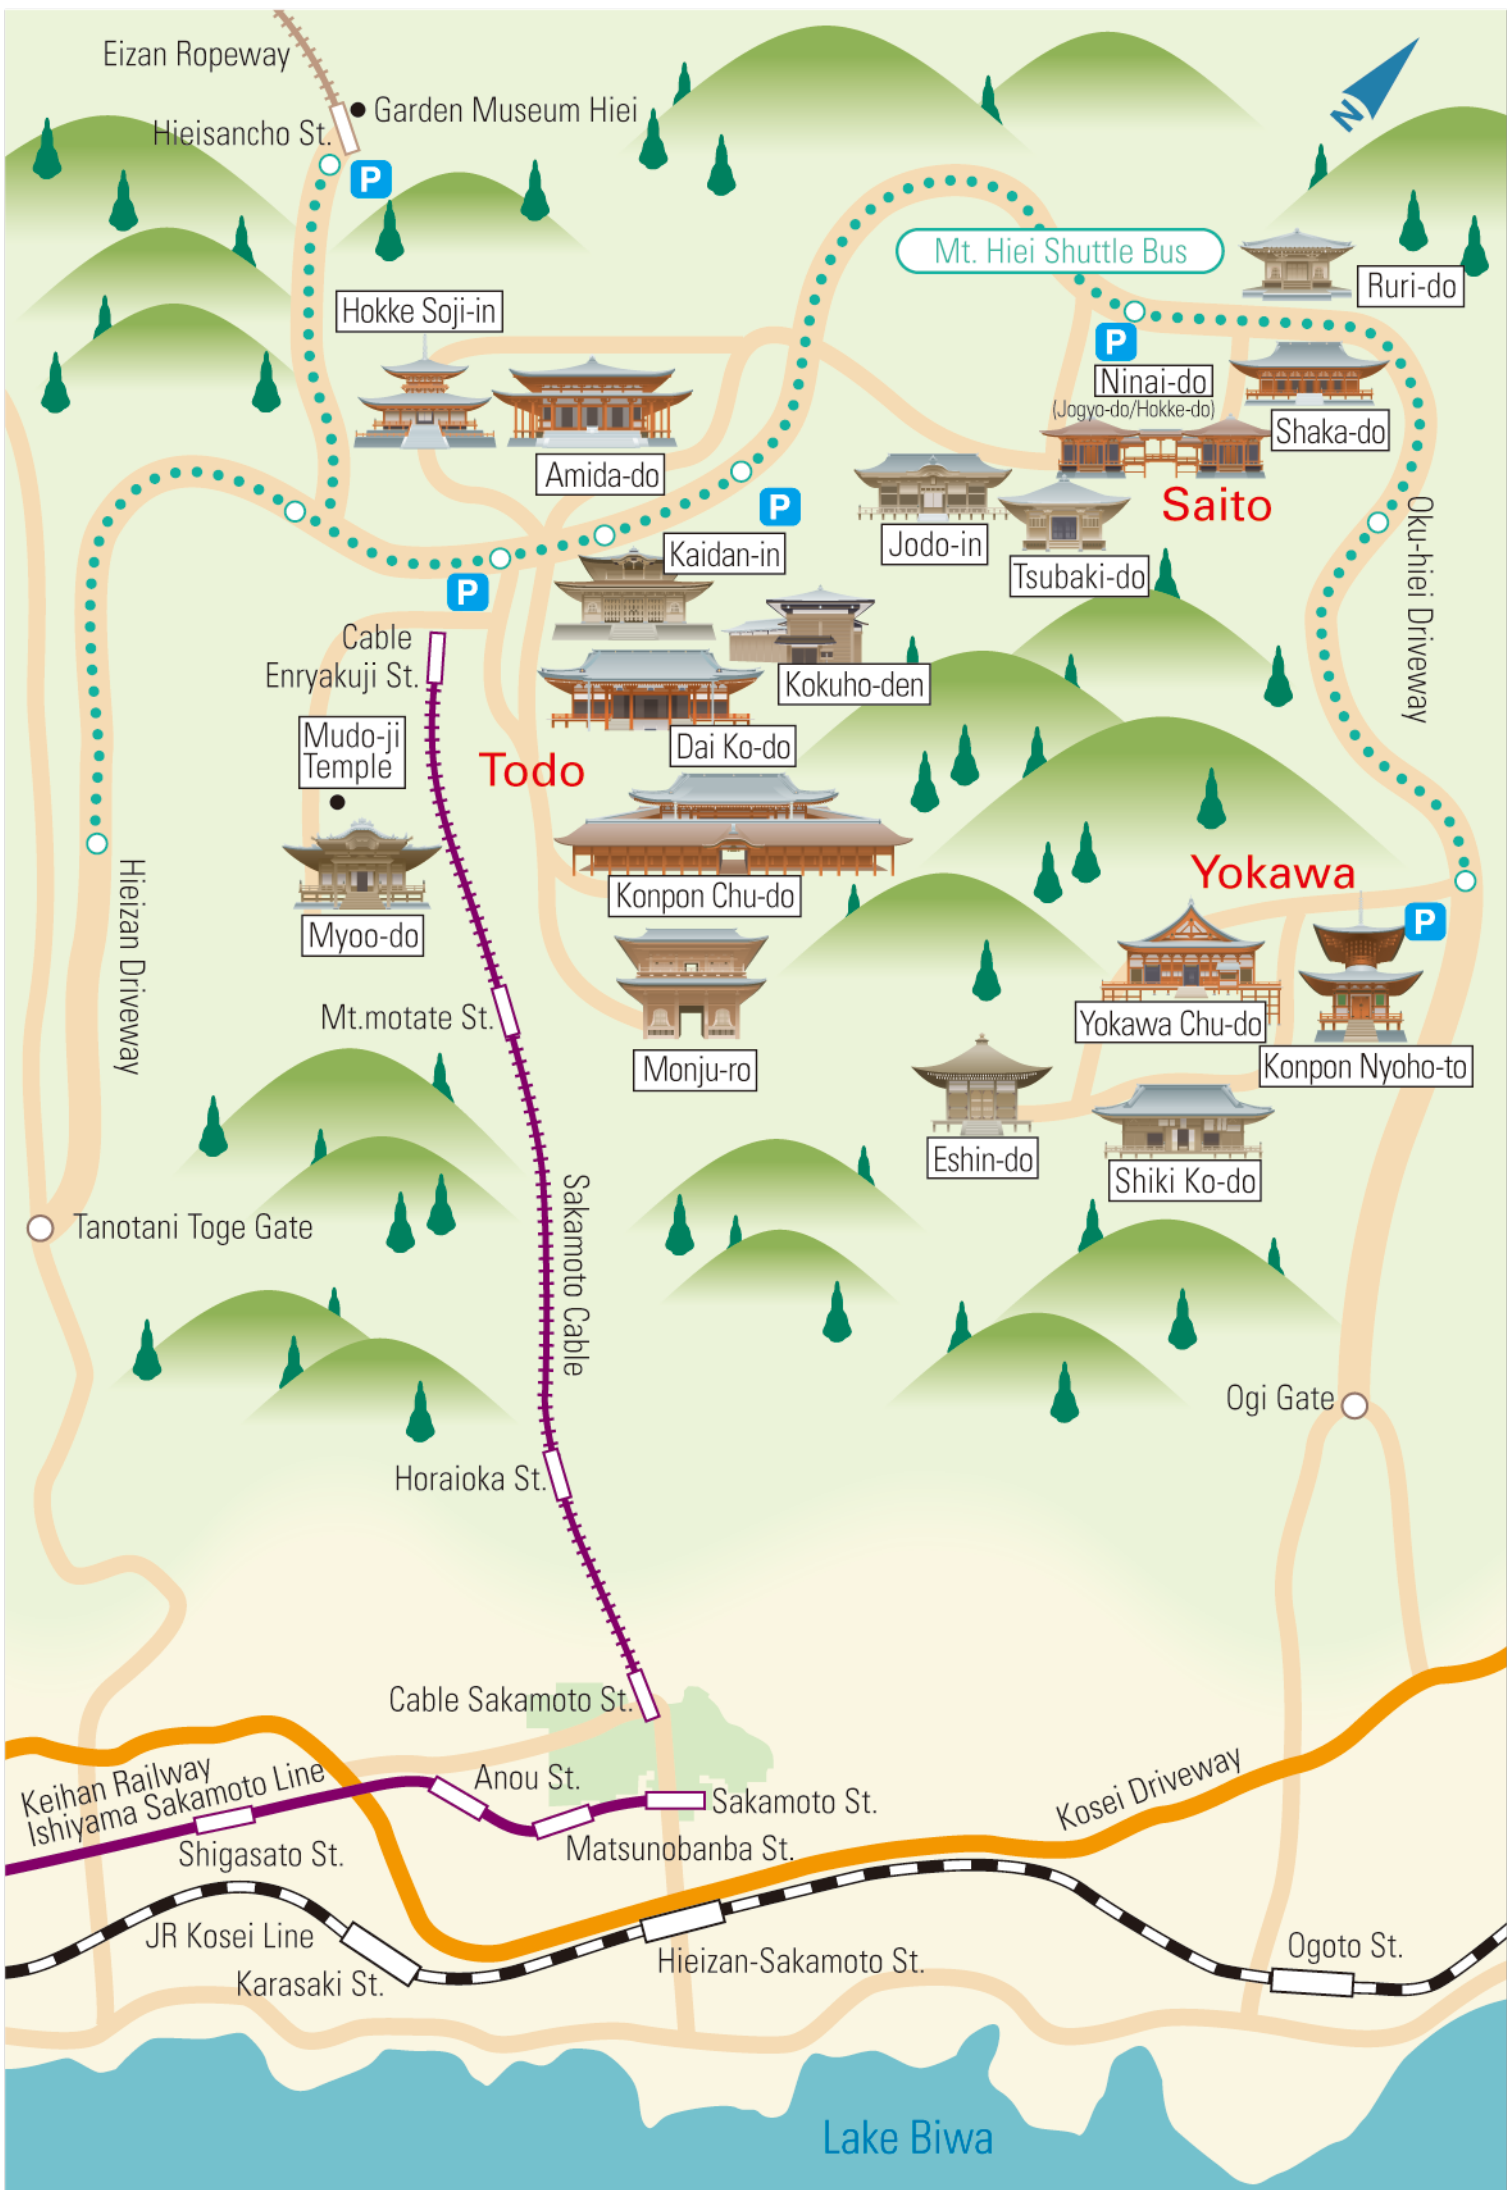 Eizan Ropeway
Garden Museum Hiei
Hieisancho St.
P
N
Mt. Hiei Shuttle Bus
Ruri-do
Hokke Soji-in
P
Ninai-do
(Jogyo-do/Hokke-do)
Shaka-do
Amida-do
Saito
P
Jodo-in
Kaidan-in
Tsubaki-do
Oku-hiei Driveway
P
Cable
Enryakuji St.
Kokuho-den
Mudo-ji
Temple
Dai Ko-do
Todo
Yokawa
Konpon Chu-do
P
Myoo-do
Hieizan Driveway
Mt.motate St.
Yokawa Chu-do
Monju-ro
Konpon Nyoho-to
Eshin-do
Shiki Ko-do
Tanotani Toge Gate
Sakamoto Cable
Ogi Gate
Horaioka St.
Cable Sakamoto St.
Keihan Railway
Ishiyama Sakamoto Line
Anou St.
Sakamoto St.
Kosei Driveway
Shigasato St.
Matsunobanba St.
JR Kosei Line
Hieizan-Sakamoto St.
Ogoto St.
Karasaki St.
Lake Biwa